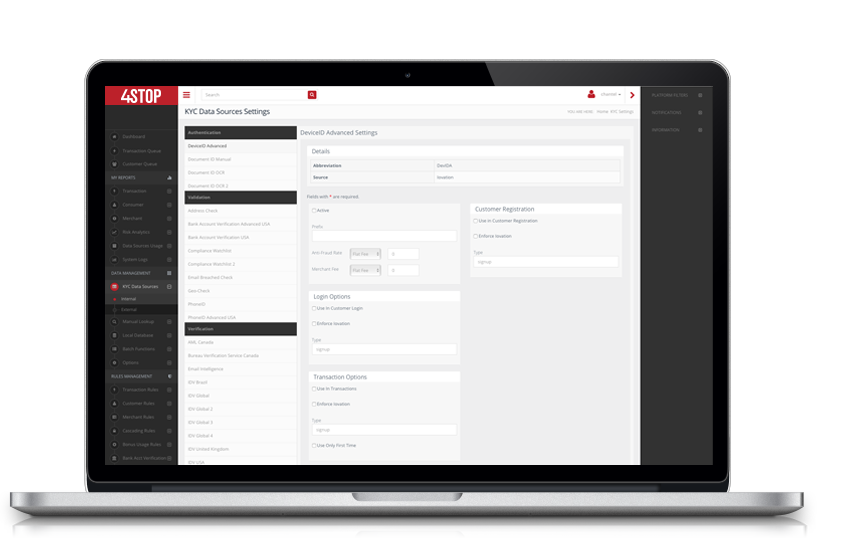 4STOP
Search
channel
KYC Data Sources Settings
You are here: Home KYC Settings
PLATFORM FILTERS
NOTIFICATIONS
INFORMATION
Dashboard
Transaction Queue
Customer Queue
MY REPORTS
Transaction
Consumer
Merchant
Risk Analytics
Data Sources Usage
System Logs
DATA MANAGEMENT
KYC Data Sources
Internal
External
Manual Lookup
Local Database
Batch Functions
Options
RULES MANAGEMENT
Transaction Rules
Customer Rules
Merchant Rules
Cascading Rules
Bonus Usage Rules
Bank Acct Verification
Authentication
DeviceID Advanced
Document ID Manual
Document ID OCR
Document ID OCR 2
Validation
Address Check
Bank Account Verification Advanced USA
Bank Account Verification USA
Compliance Watchlist
Compliance Watchlist 2
Email Breached Check
Geo Check
PhoneID
PhoneID Advanced USA
Verification
AML Canada
Bureau Verification Service Canada
Email Intelligence
IDV Brazil
IDV Global
IDV Global 2
IDV Global 3
IDV Global 4
IDV United Kingdom
IDV USA
DeviceID Advanced Settings
Details
Abbreviation DevIDA
Source Iovation
Fields with * are required.
Active
Prefix
Anti-Fraud Rate Flat Fee 0
Merchant Fee Flat Fee 0
Customer Registration
Use in Customer Registration
Enforce Iovation
Type
signup
Login Options
Use in Customer Login
Enforce Iovation
Type
signup
Transaction Options
Use in Transactions
Enforce Iovation
Type
signup
Use Only First Time